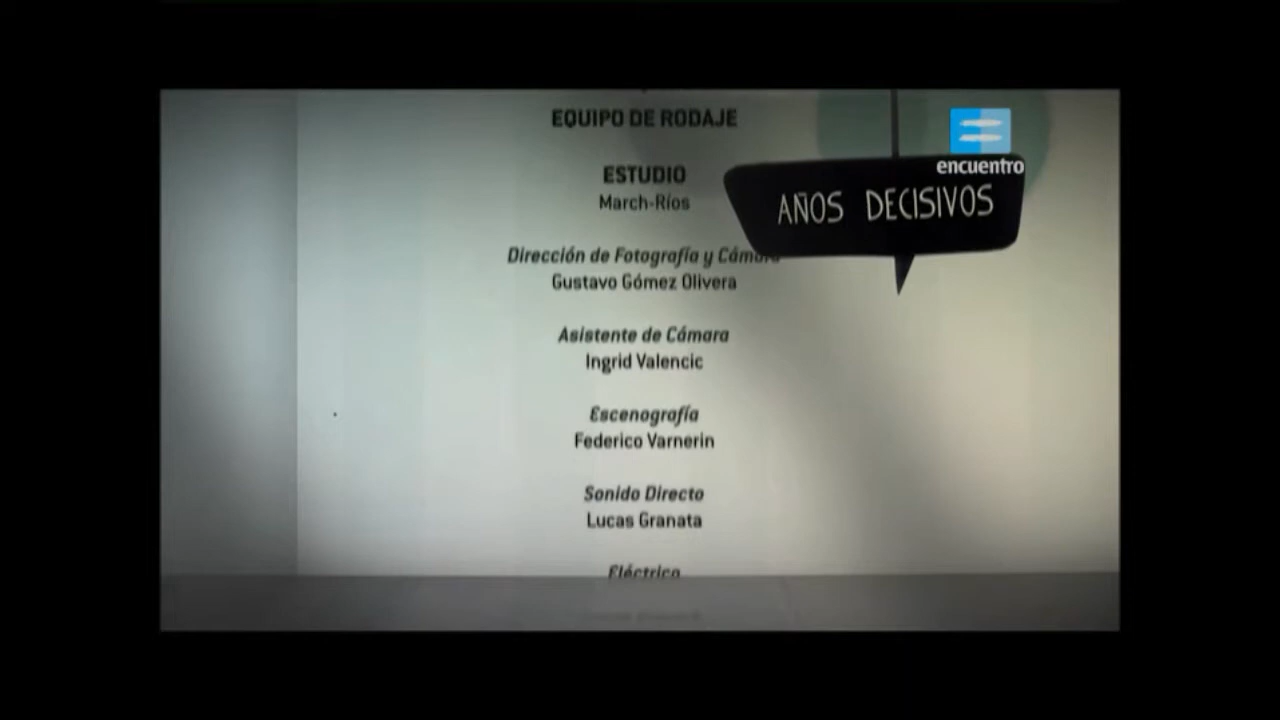 EQUIPO DE RODAJE
encuentro
AÑOS DECISIVOS
ESTUDIO
March-Ríos
Dirección de Fotografía y Cámara
Gustavo Gómez Olivera
Asistente de Cámara
Ingrid Valencic
Escenografía
Federico Varnerin
Sonido Directo
Lucas Granata
Eléctrico